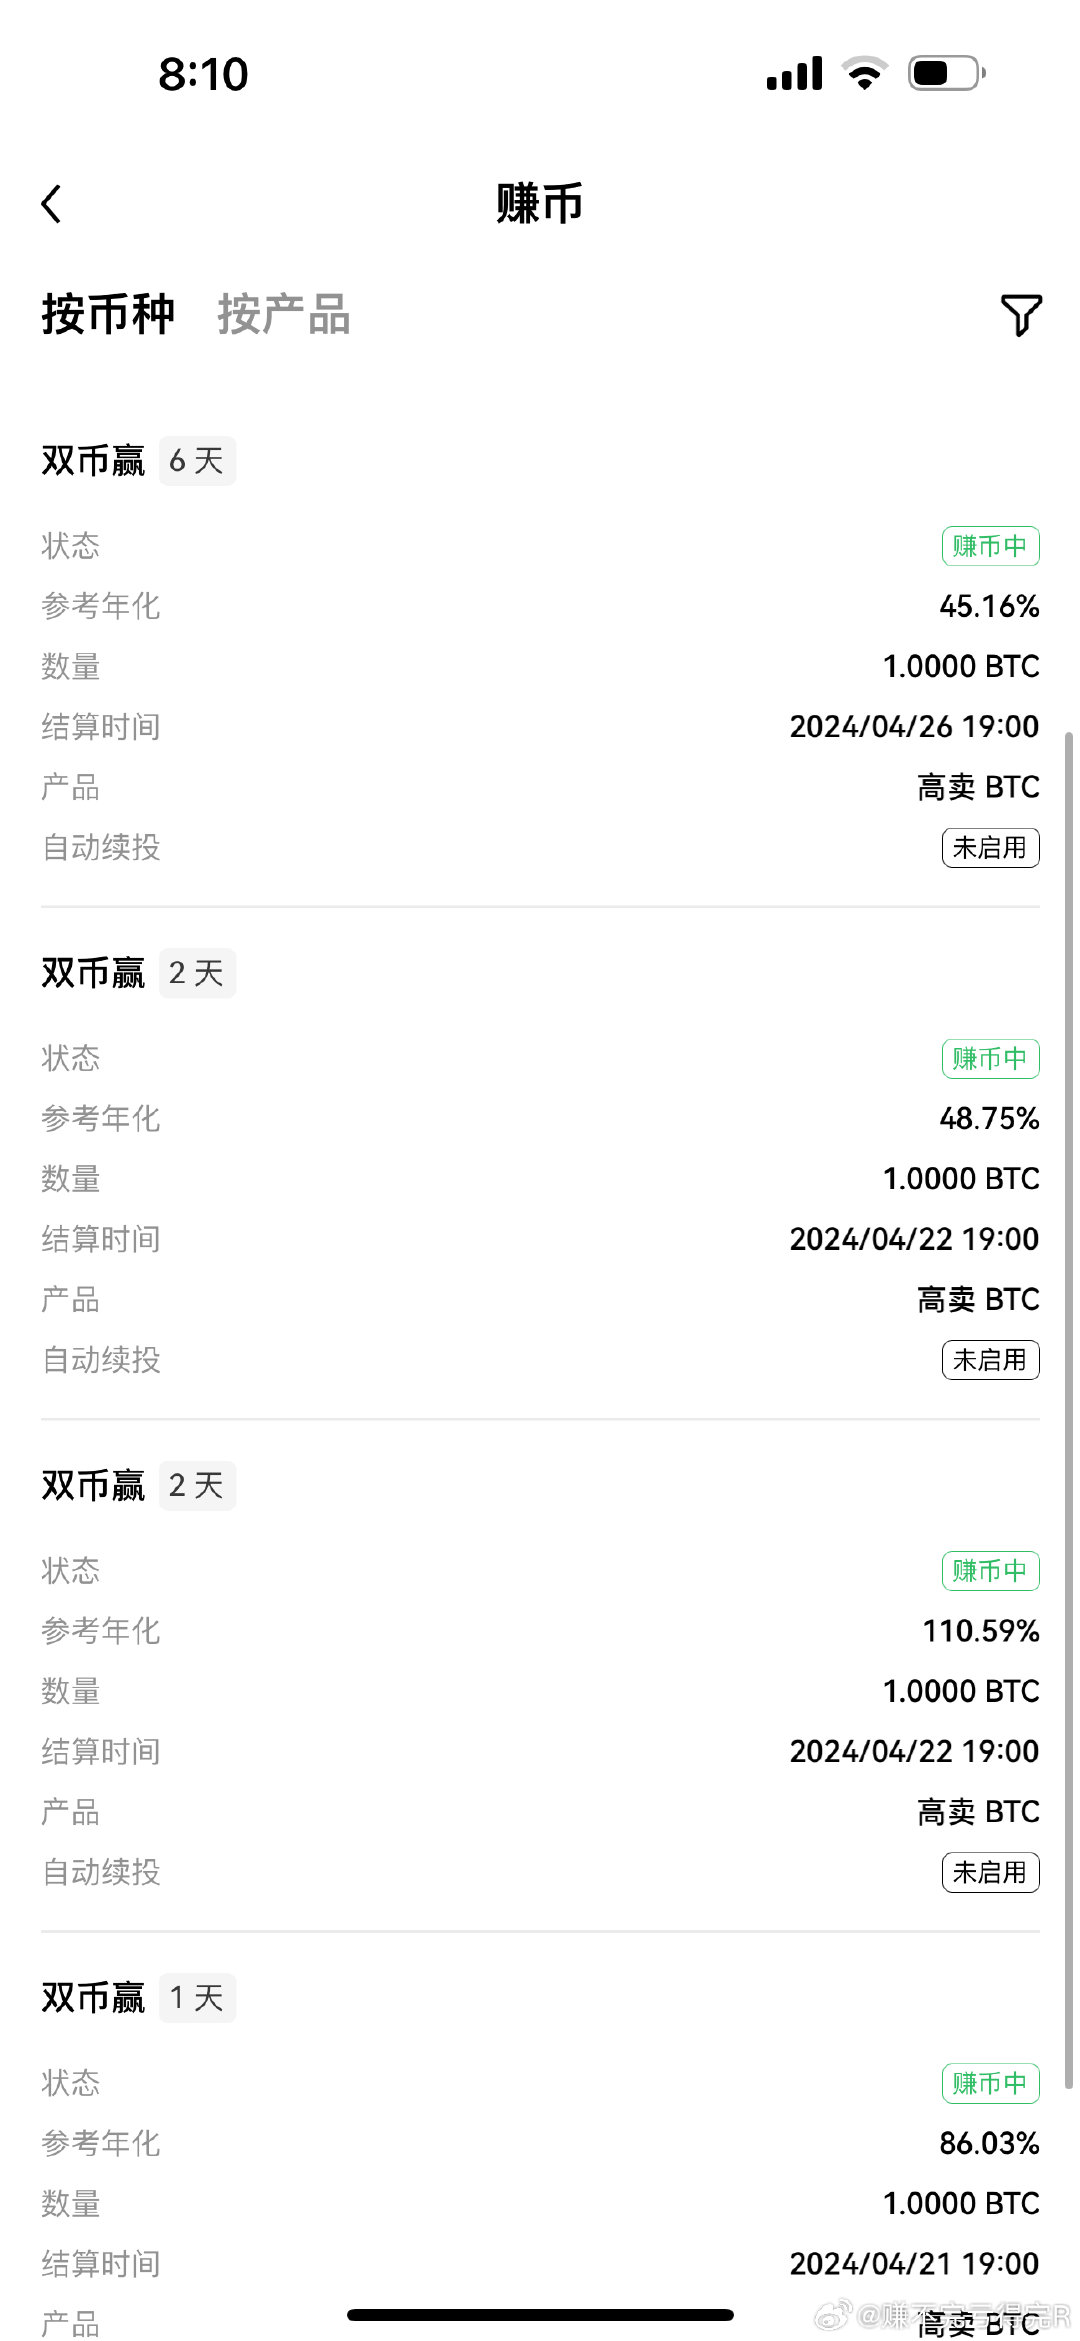 8:10
赚币
按币种 按产品
双币赢 6 天
状态 赚币中
参考年化 45.16%
数量 1.0000 BTC
结算时间 2024/04/26 19:00
产品 高卖 BTC
自动续投 未启用
双币赢 2 天
状态 赚币中
参考年化 48.75%
数量 1.0000 BTC
结算时间 2024/04/22 19:00
产品 高卖 BTC
自动续投 未启用
双币赢 2 天
状态 赚币中
参考年化 110.59%
数量 1.0000 BTC
结算时间 2024/04/22 19:00
产品 高卖 BTC
自动续投 未启用
双币赢 1 天
状态 赚币中
参考年化 86.03%
数量 1.0000 BTC
结算时间 2024/04/21 19:00
产品 高卖 BTC